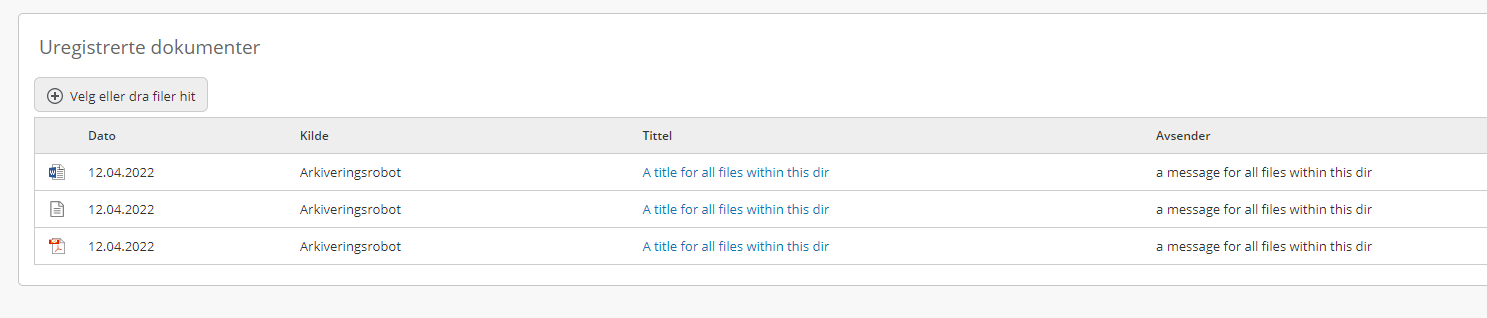 Uregistrerte dokumenter
Velg eller dra filer hit
Dato Kilde Tittel Avsender
12.04.2022 Arkiveringsrobot A title for all files within this dir a message for all files within this dir
12.04.2022 Arkiveringsrobot A title for all files within this dir a message for all files within this dir
12.04.2022 Arkiveringsrobot A title for all files within this dir a message for all files within this dir